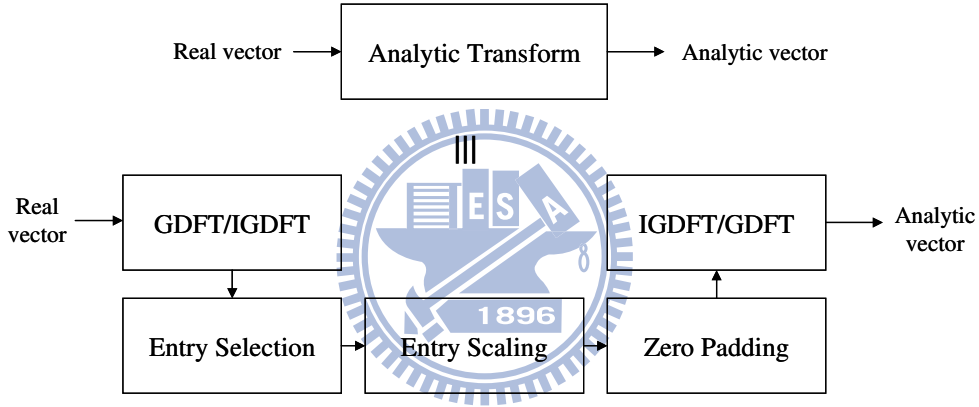 Real vector
Analytic Transform
Analytic vector
E S A
Real
vector
GDFT/IGDFT
IGDFT/GDFT
Analytic
vector
1896
Entry Selection
Entry Scaling
Zero Padding